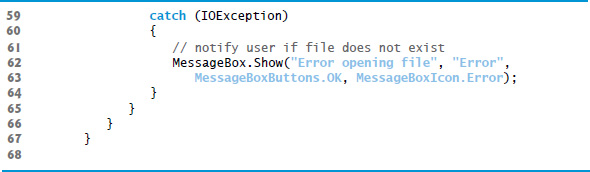 59 catch (IOException)
60 {
61 // notify user if file does not exist
62 MessageBox.Show("Error opening file", "Error",
63 MessageBoxButtons.OK, MessageBoxIcon.Error);
64 }
65 }
66 }
67 }
68